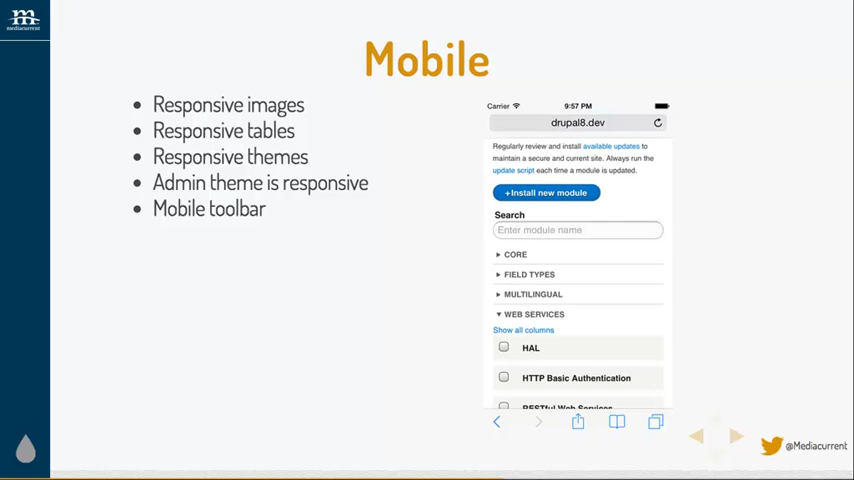 mediacurrent
Mobile
Responsive images
Responsive tables
Responsive themes
Admin theme is responsive
Mobile toolbar
Carrier 9:57 PM
drupal8.dev
Regularly review and install available updates to
maintain a secure and current site. Always run the
update script each time a module is updated.
+Install new module
Search
Enter module name
CORE
FIELD TYPES
MULTILINGUAL
WEB SERVICES
Show all columns
HAL
HTTP Basic Authentication
RESTful Web Services
@Mediacurrent